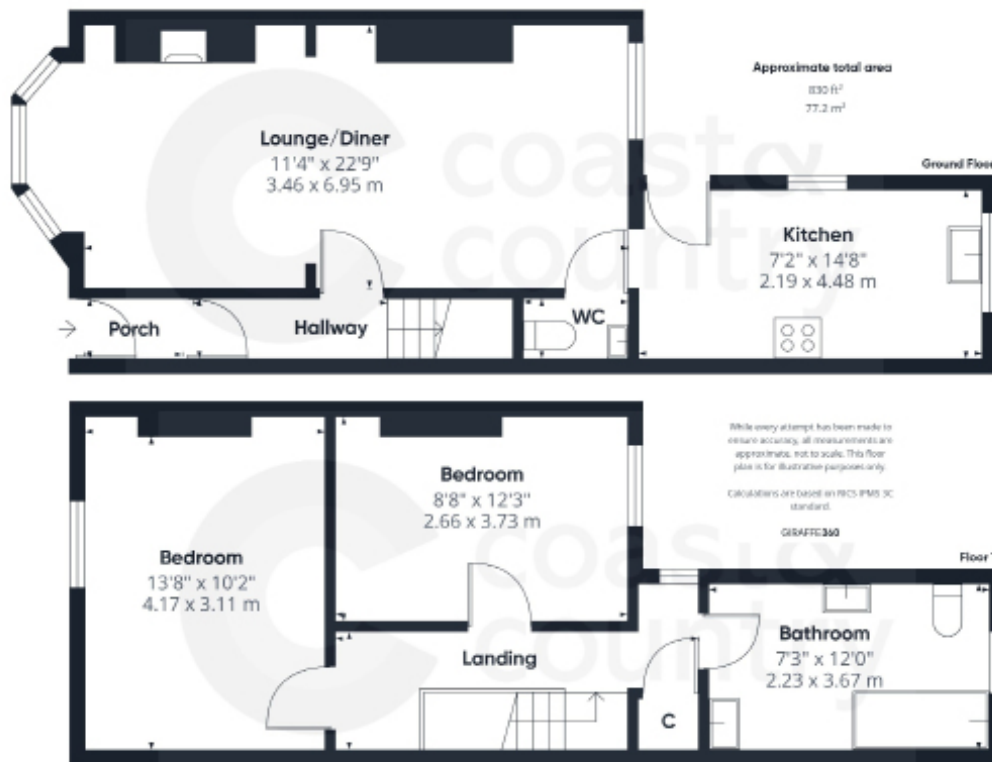 Approximate total area
830 ft²
77.2 m²
Ground Floor
Lounge/Diner
11'4" x 22'9"
3.46 x 6.95 m
Kitchen
7'2" x 14'8"
2.19 x 4.48 m
Porch
Hallway
WC
coast &
country
While every attempt has been made to
ensure accuracy, all measurements are
approximate, not to scale. This floor
plan is for illustrative purposes only.
Calculations are based on RICS IPMS 3C
standard.
GIRAFFE360
Floor 1
Bedroom
8'8" x 12'3"
2.66 x 3.73 m
Bedroom
13'8" x 10'2"
4.17 x 3.11 m
Landing
C
Bathroom
7'3" x 12'0"
2.23 x 3.67 m
coast &
country